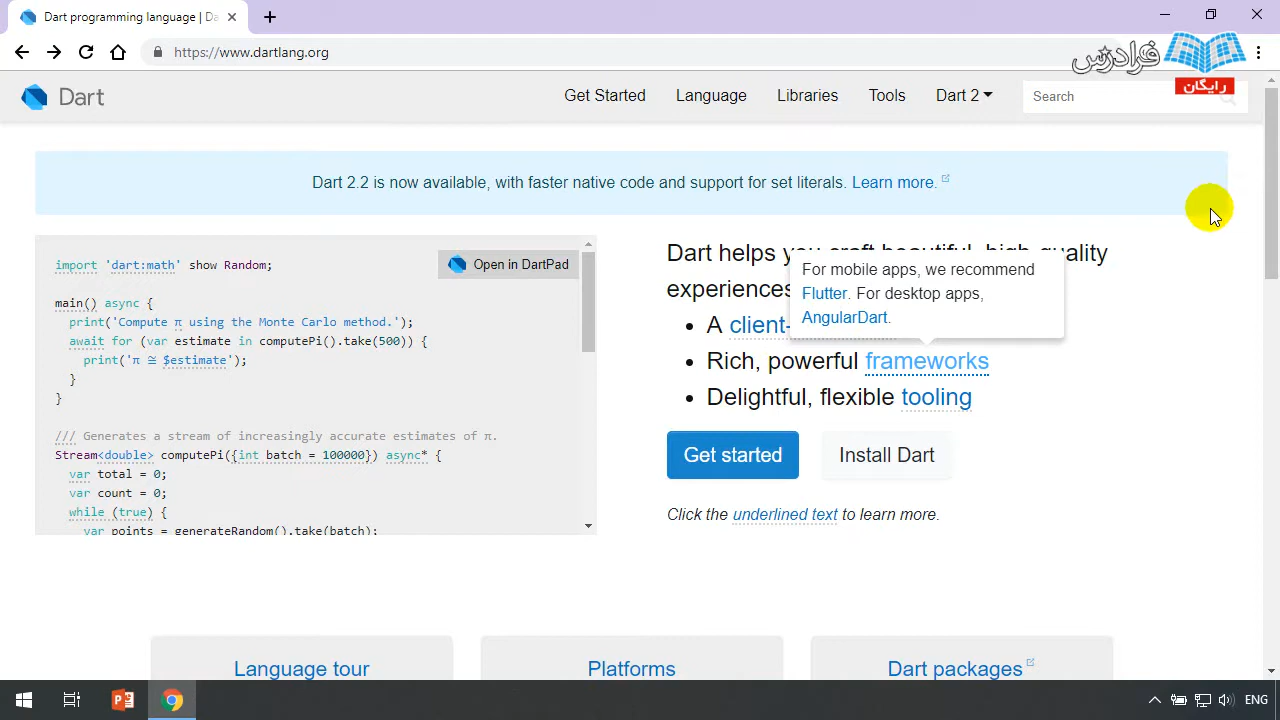 Dart programming language | Da
https://www.dartlang.org
فرادرس
رایگان
Dart
Get Started
Language
Libraries
Tools
Dart 2
Search
Dart 2.2 is now available, with faster native code and support for set literals. Learn more.
import 'dart:math' show Random;
main() async {
print('Compute π using the Monte Carlo method.');
await for (var estimate in computePi().take(500)) {
print('π ≅ $estimate');
}
}
/// Generates a stream of increasingly accurate estimates of π.
Stream<double> computePi({int batch = 100000}) async* {
var total = 0;
var count = 0;
while (true) {
var points = generateRandom().take(batch);
Open in DartPad
Dart helps you craft beautiful, high-quality
experiences
For mobile apps, we recommend
Flutter. For desktop apps,
AngularDart.
• A client-
• Rich, powerful frameworks
• Delightful, flexible tooling
Get started
Install Dart
Click the underlined text to learn more.
Language tour
Platforms
Dart packages
ENG